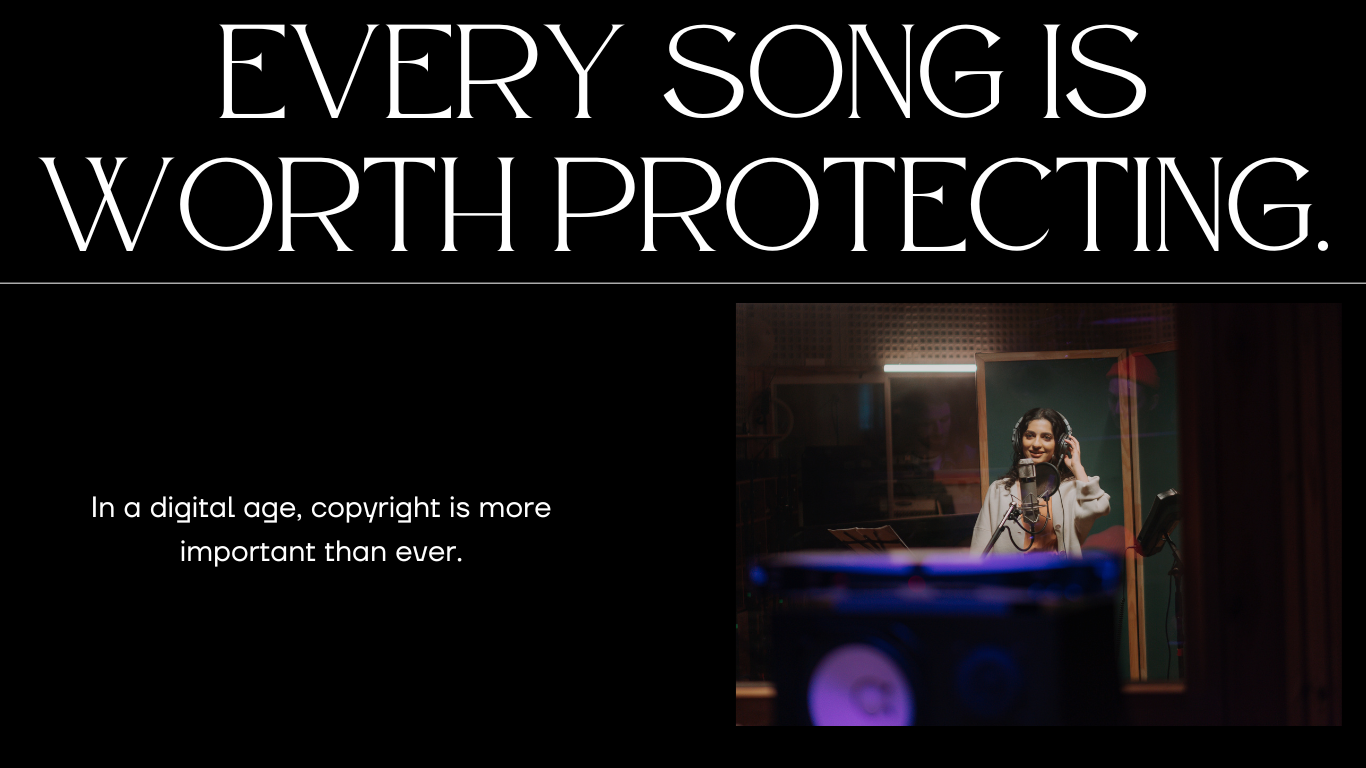 EVERY SONG IS
WORTH PROTECTING.
In a digital age, copyright is more
important than ever.